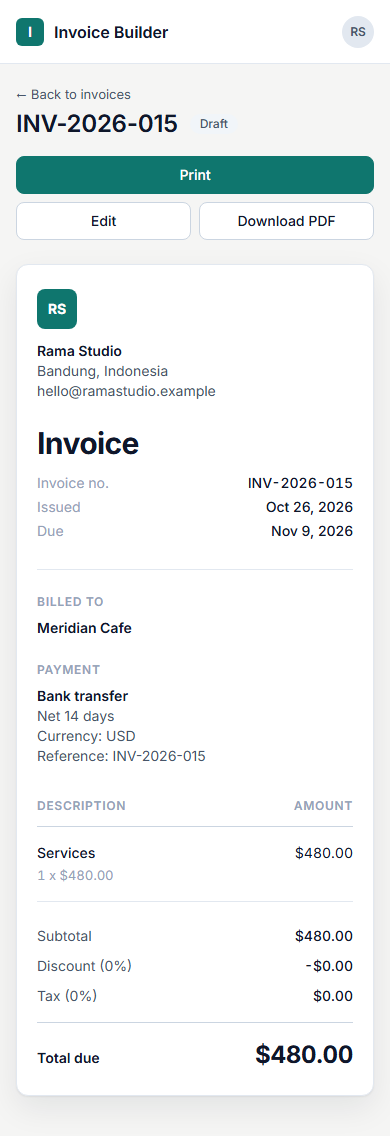 I Invoice Builder RS
← Back to invoices
INV-2026-015 Draft
Print
Edit Download PDF
RS
Rama Studio
Bandung, Indonesia
hello@ramastudio.example
Invoice
Invoice no. INV-2026-015
Issued Oct 26, 2026
Due Nov 9, 2026
BILLED TO
Meridian Cafe
PAYMENT
Bank transfer
Net 14 days
Currency: USD
Reference: INV-2026-015
DESCRIPTION AMOUNT
Services $480.00
1 x $480.00
Subtotal $480.00
Discount (0%) -$0.00
Tax (0%) $0.00
Total due $480.00